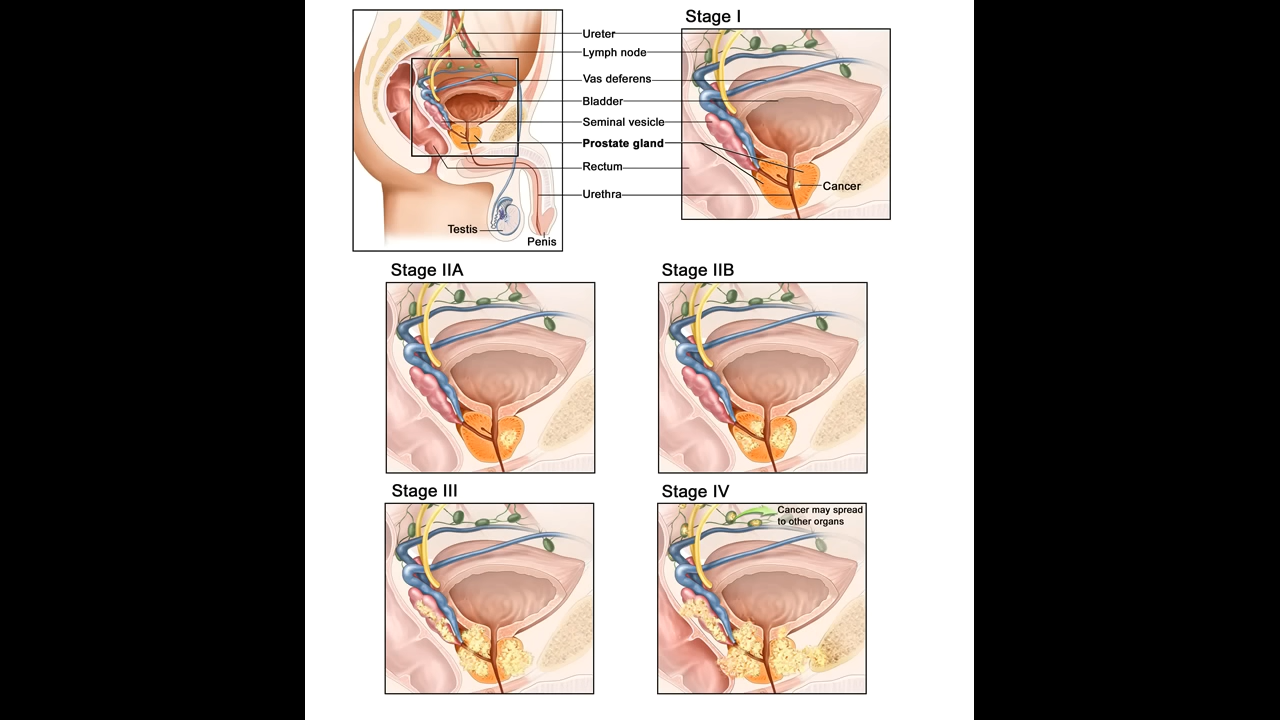 Stage I
Ureter
Lymph node
Vas deferens
Bladder
Seminal vesicle
Prostate gland
Rectum
Urethra
Cancer
Testis
Penis
Stage IIA
Stage IIB
Stage III
Stage IV
Cancer may spread
to other organs